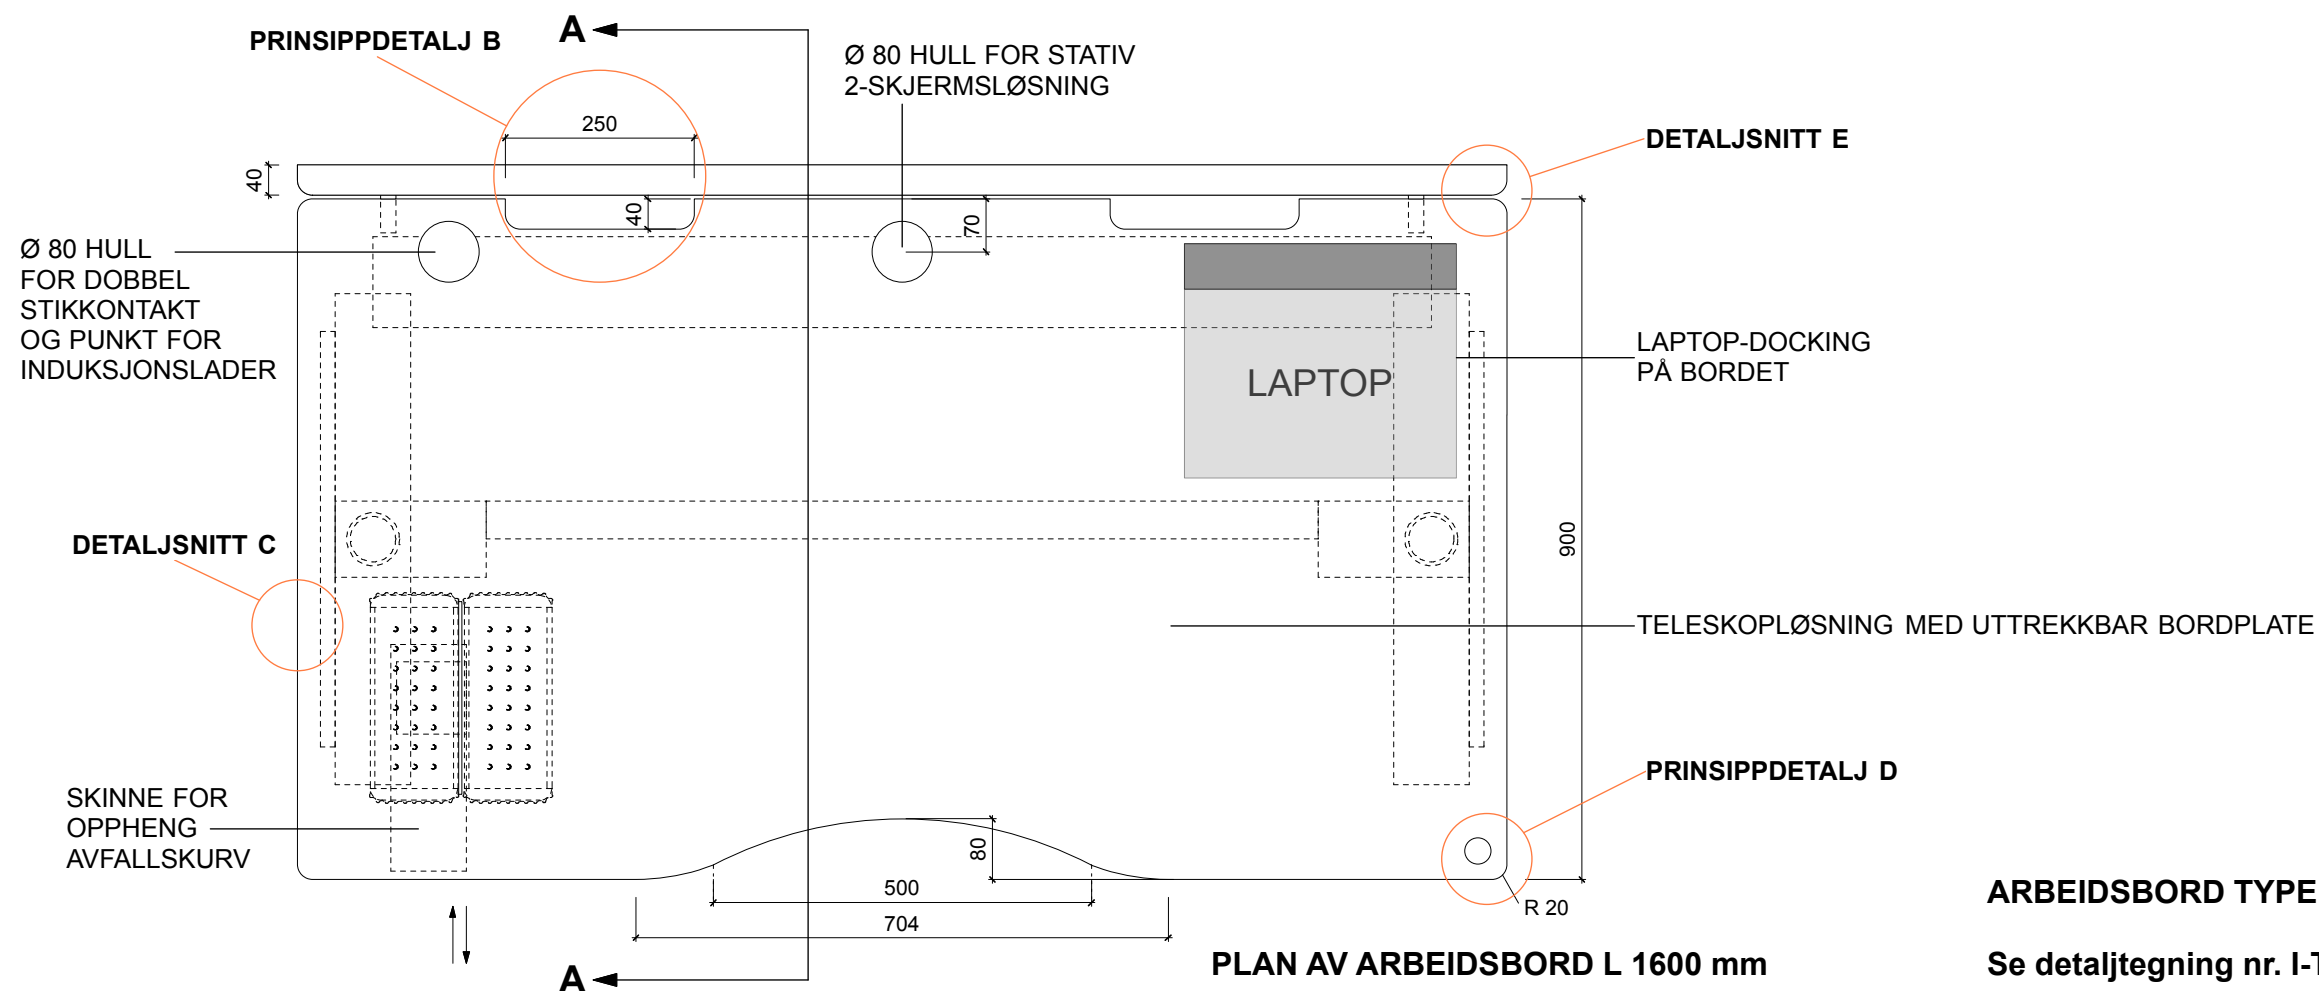 PRINSIPPDETALJ B
A
Ø 80 HULL FOR STATIV
2-SKJERMSLØSNING
250
DETALJSNITT E
40
40
70
Ø 80 HULL
FOR DOBBEL
STIKKONTAKT
OG PUNKT FOR
INDUKSJONSLADER
LAPTOP-DOCKING
PÅ BORDET
LAPTOP
900
DETALJSNITT C
TELESKOPLØSNING MED UTTREKKBAR BORDPLATE
PRINSIPPDETALJ D
SKINNE FOR
OPPHENG
AVFALLSKURV
80
500
704
R 20
ARBEIDSBORD TYPE
PLAN AV ARBEIDSBORD L 1600 mm
Se detaljtegning nr. I-T
A